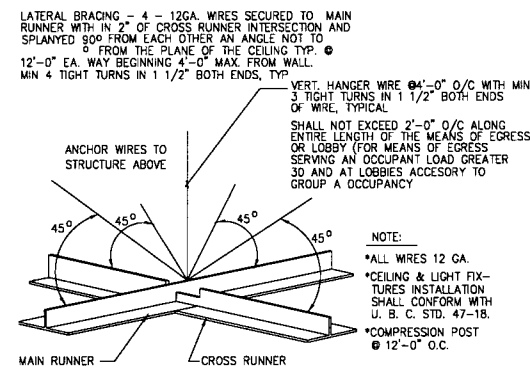 LATERAL BRACING - 4 - 12GA. WIRES SECURED TO MAIN
RUNNER WITH IN 2" OF CROSS RUNNER INTERSECTION AND
SPLANYED 90° FROM EACH OTHER AN ANGLE NOT TO
° FROM THE PLANE OF THE CEILING TYP. @
12'-0" EA. WAY BEGINNING 4'-0" MAX. FROM WALL.
MIN 4 TIGHT TURNS IN 1 1/2" BOTH ENDS, TYP
VERT. HANGER WIRE @4'-0" O/C WITH MIN
3 TIGHT TURNS IN 1 1/2" BOTH ENDS
OF WIRE, TYPICAL
SHALL NOT EXCEED 2'-0" O/C ALONG
ENTIRE LENGTH OF THE MEANS OF EGRESS
OR LOBBY (FOR MEANS OF EGRESS
SERVING AN OCCUPANT LOAD GREATER
30 AND AT LOBBIES ACCESORY TO
GROUP A OCCUPANCY
ANCHOR WIRES TO
STRUCTURE ABOVE
45°
45°
45°
45°
NOTE:
*ALL WIRES 12 GA.
*CEILING & LIGHT FIX-
TURES INSTALLATION
SHALL CONFORM WITH
U. B. C. STD. 47-18.
*COMPRESSION POST
@ 12'-0" O.C.
MAIN RUNNER
CROSS RUNNER